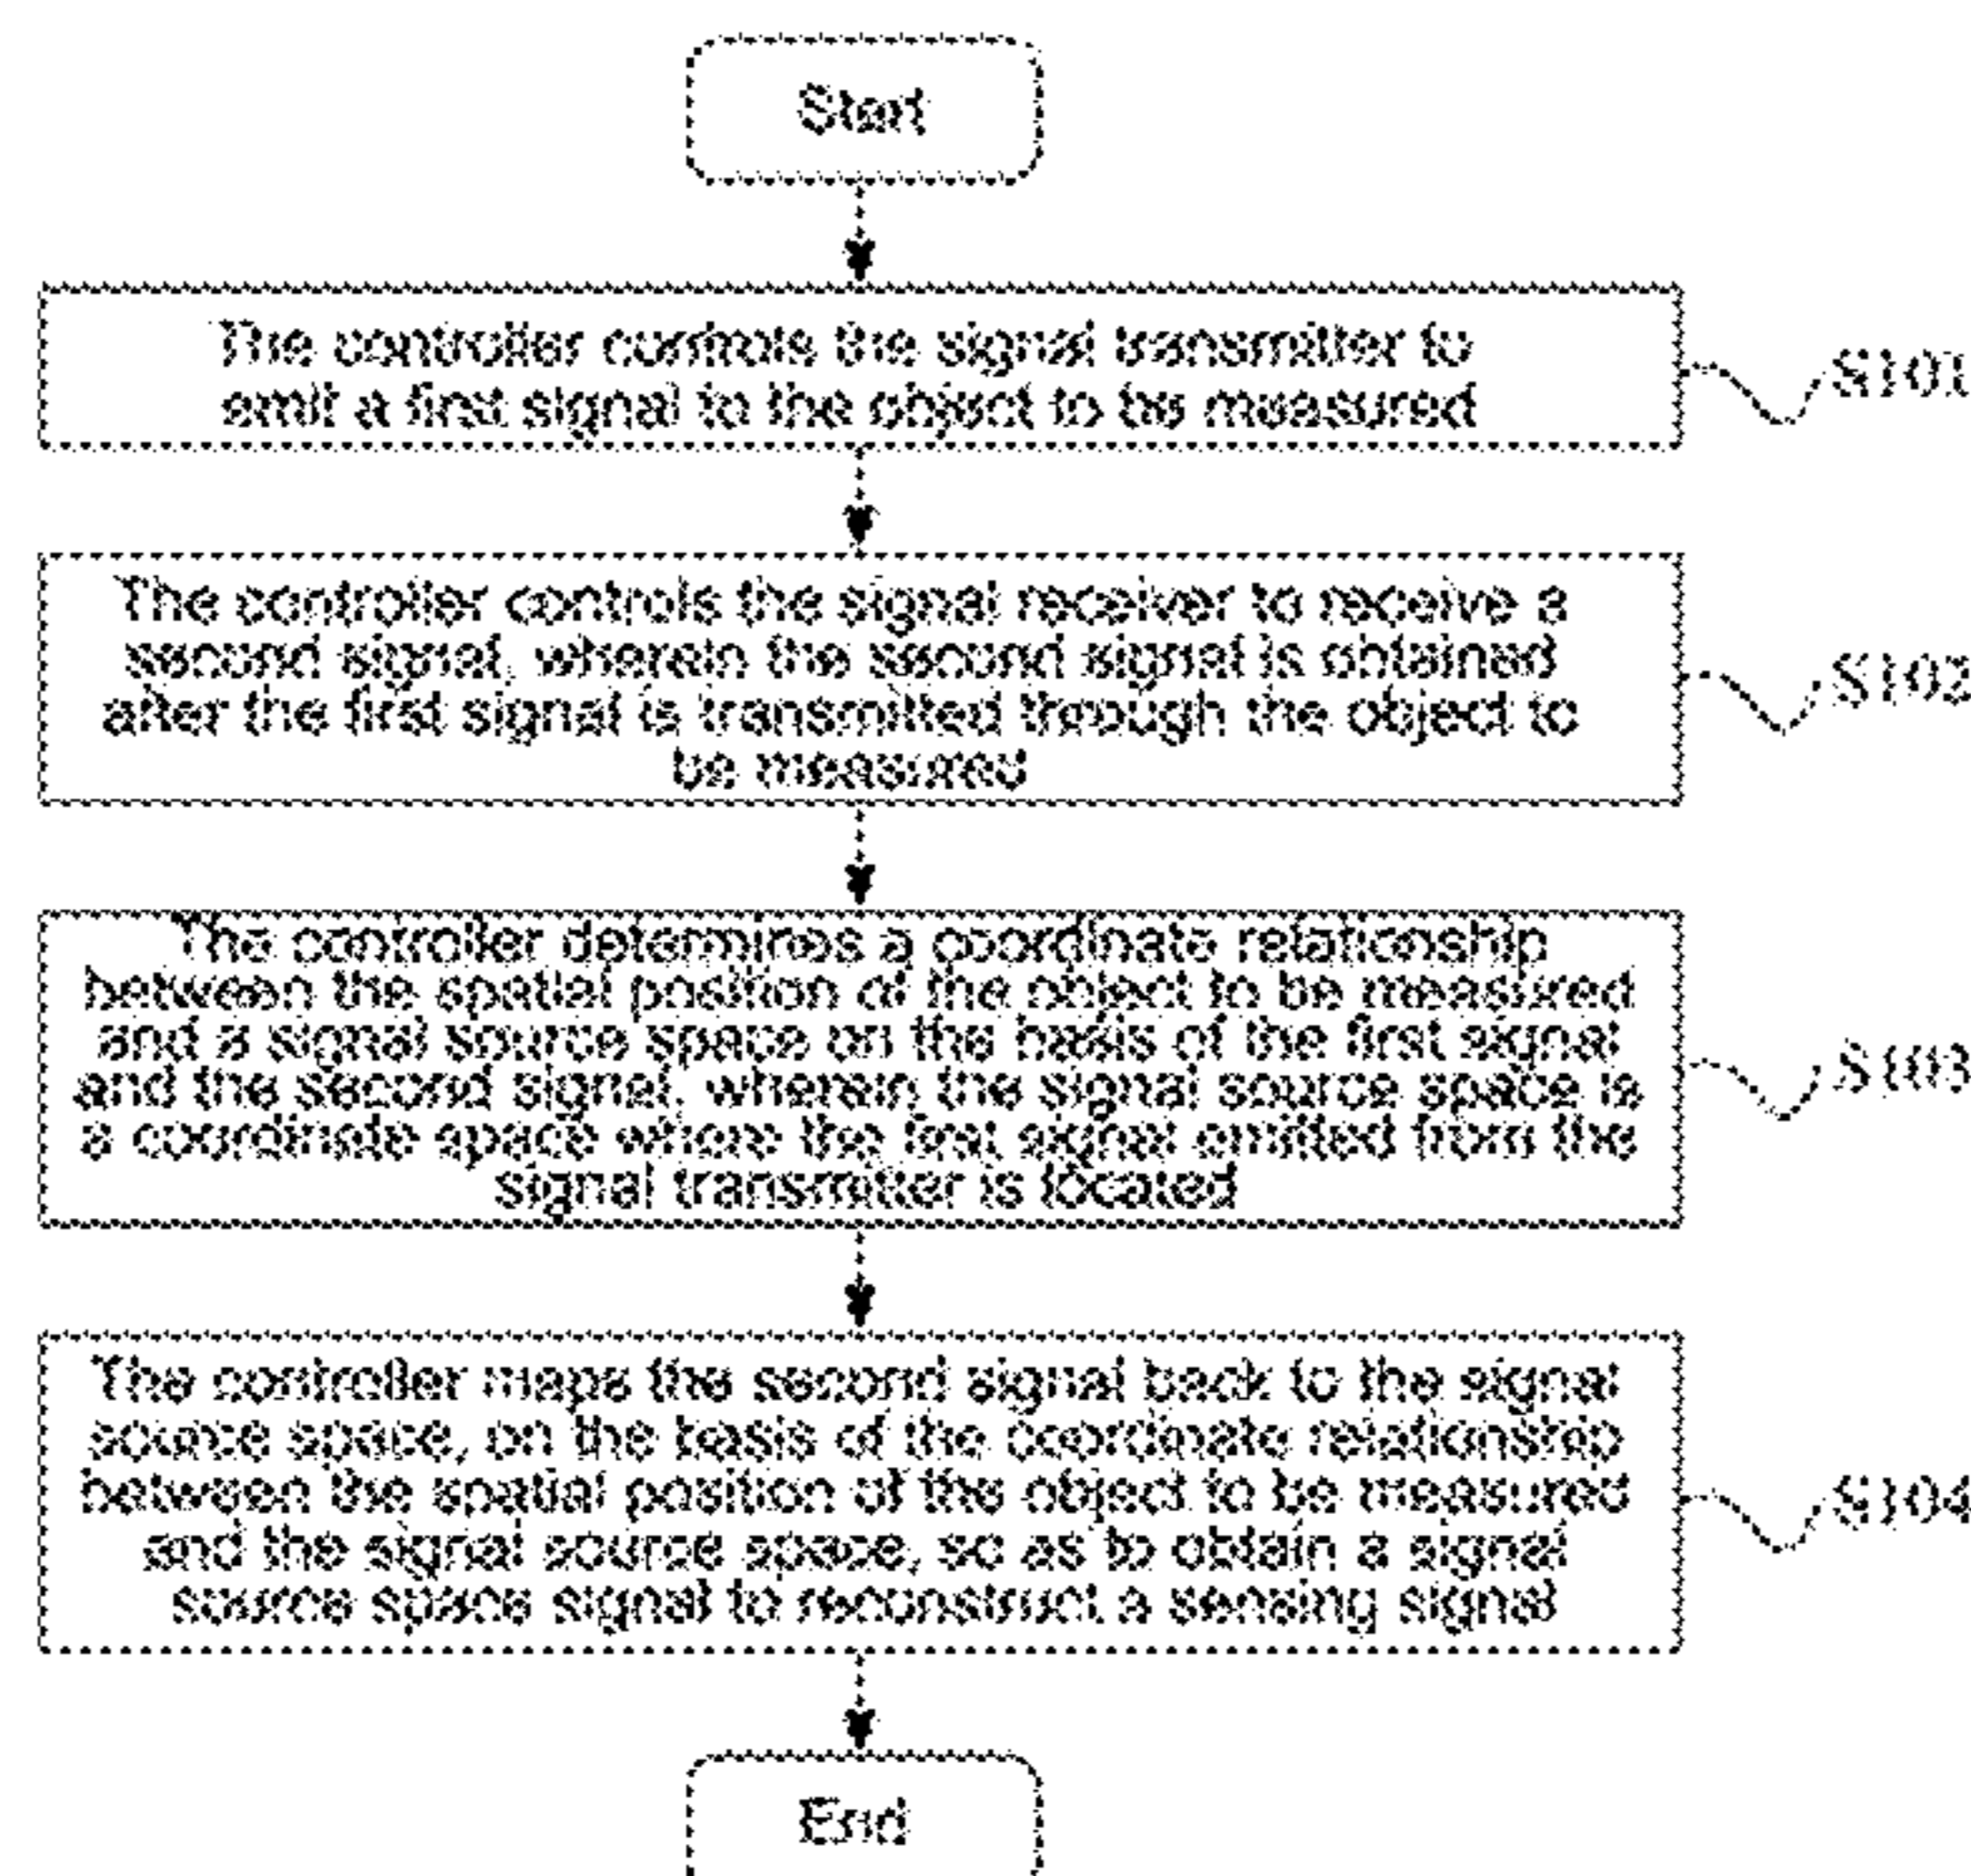 Start
The controller controls the signal transmitter to
emit a first signal to the object to be measured
S101
The controller controls the signal receiver to receive a
second signal, wherein the second signal is obtained
after the first signal is transmitted through the object to
be measured
S102
The controller determines a coordinate relationship
between the spatial position of the object to be measured
and a signal source space on the basis of the first signal
and the second signal, wherein the signal source space is
a coordinate space where the first signal emitted from the
signal transmitter is located
S103
The controller maps the second signal back to the signal
source space, on the basis of the coordinate relationship
between the spatial position of the object to be measured
and the signal source space, so as to obtain a signal
source space signal to reconstruct a sensing signal
S104
End